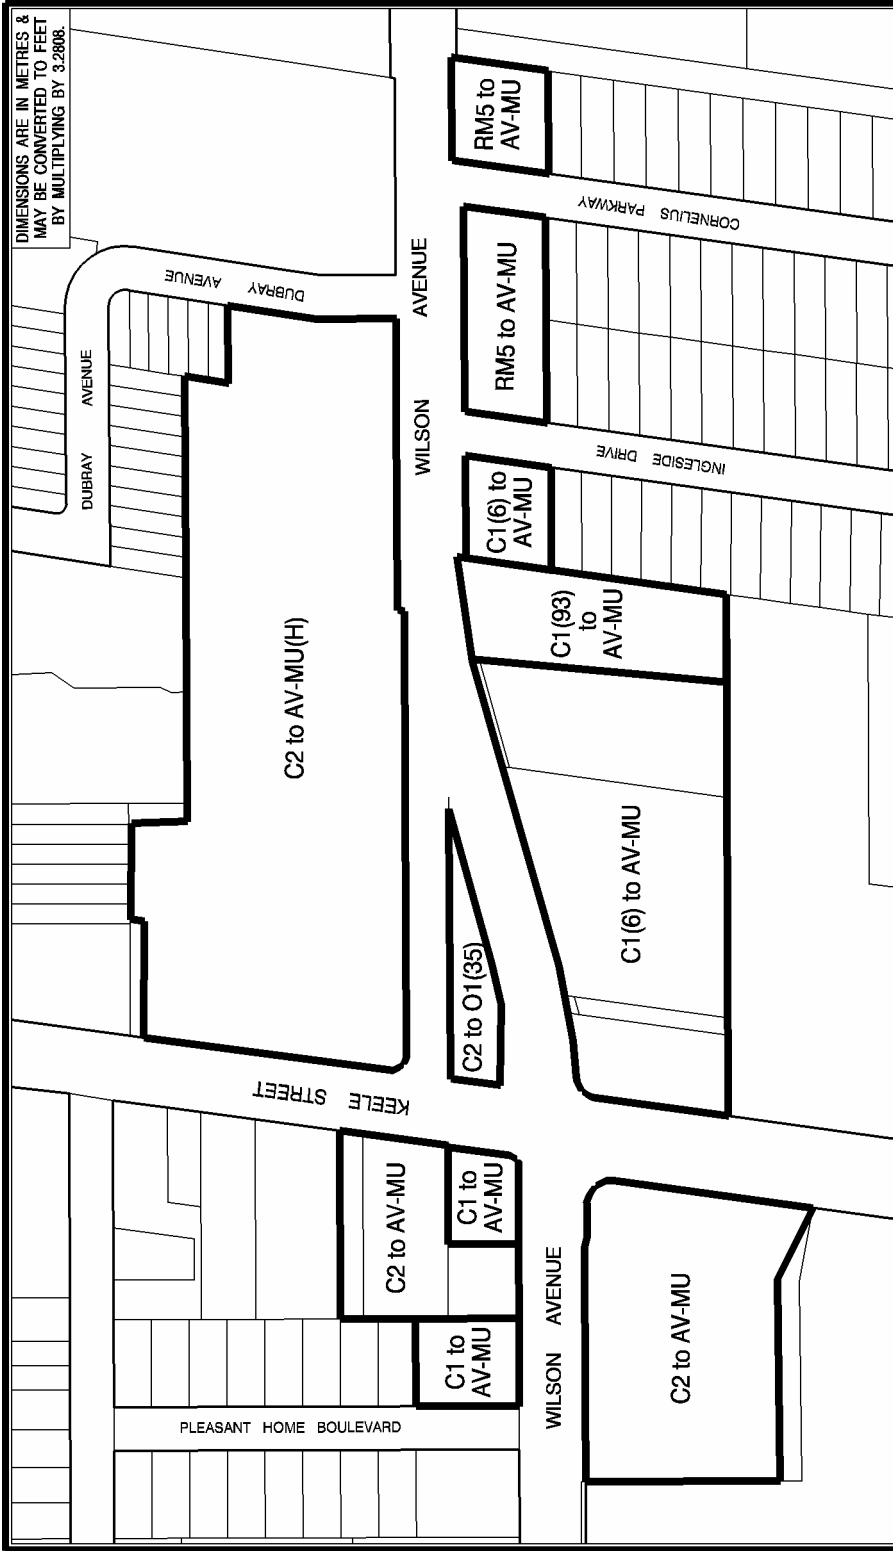 DIMENSIONS ARE IN METRES &
MAY BE CONVERTED TO FEET
BY MULTIPLYING BY 3.2808.
DUBRAY AVENUE
DUBRAY AVENUE
WILSON AVENUE
RM5 to
AV-MU
CORNELIUS PARKWAY
RM5 to AV-MU
INGLESIDE DRIVE
C1(6) to
AV-MU
C1(93)
to
AV-MU
C2 to AV-MU(H)
C1(6) to AV-MU
C2 to O1(35)
KEELE STREET
C2 to AV-MU
C1 to
AV-MU
C1 to
AV-MU
WILSON AVENUE
C2 to AV-MU
PLEASANT HOME BOULEVARD